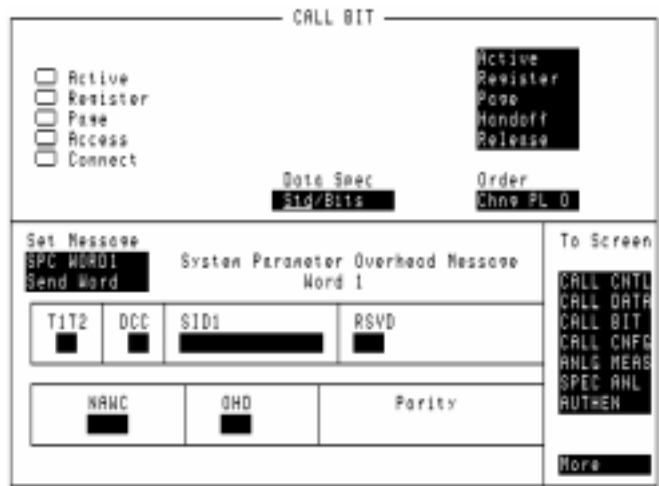 CALL BIT
Active
Register
Page
Access
Connect
Active
Register
Page
Handoff
Release
Data Spec
Std/Bits
Order
Chng PL 0
Set Message
SPC WORD1
Send Word
System Parameter Overhead Message
Word 1
T1T2
DCC
SID1
RSVD
NAWC
OHD
Parity
To Screen
CALL CNTL
CALL DATA
CALL BIT
CALL CNFG
ANLG MEAS
SPEC ANL
AUTHEN
More